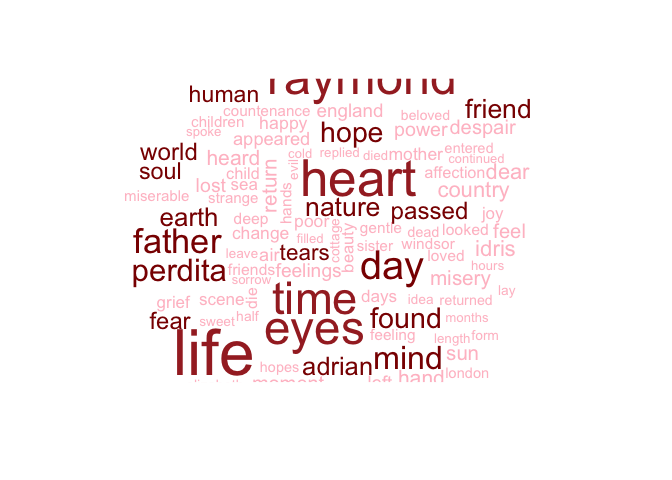 raymond
human
countenance england
friend
children happy
beloved
spoke
hope power despair
appeared
world heard cold replied died mother entered
continued
soul child evil heart affection dear
miserable lost sea return country
strange hands
nature passed
earth deep poor joy
change gentle dead looked feel
father filled cottage beauty
tears sister windsor idris
leave air loved
perdita friends feelings day hours
sorrow misery
grief scene die time days idea returned lay
fear sweet half eyes found months
feeling length form
life hopes adrian mind sun
moment left hand london